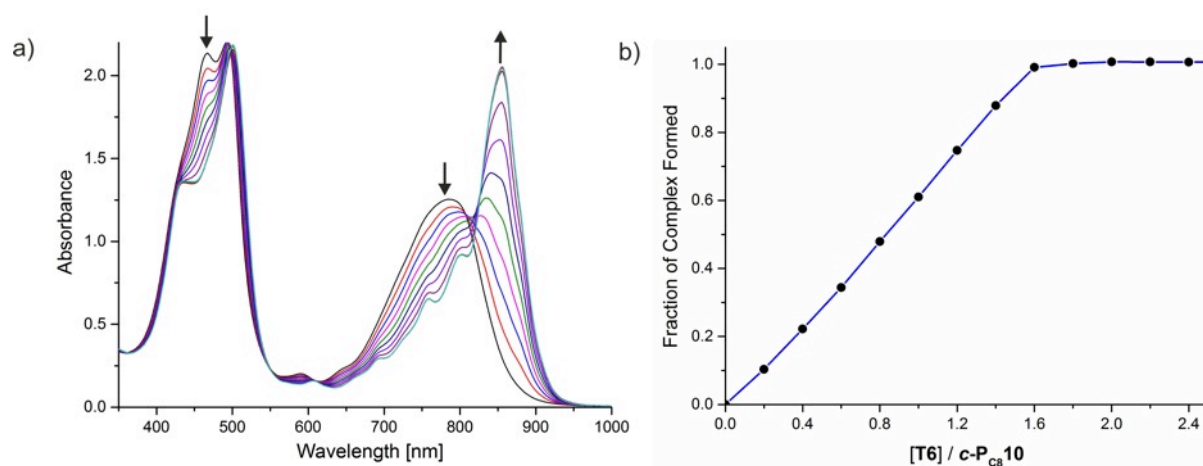 a)
Absorbance
2.0
1.5
1.0
0.5
0.0
400 500 600 700 800 900 1000
Wavelength [nm]
b)
Fraction of Complex Formed
1.0
0.8
0.6
0.4
0.2
0.0
0.0 0.4 0.8 1.2 1.6 2.0 2.4
[T6] / c-PC810